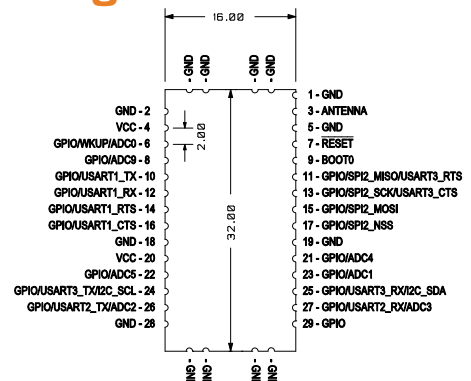 16.00
GND GND GND GND
1 - GND
GND - 2
3 - ANTENNA
VCC - 4
5 - GND
GPIO/WKUP/ADC0 - 6
7 - RESET
GPIO/ADC9 - 8
9 - BOOT0
GPIO/USART1_TX - 10
11 - GPIO/SPI2_MISO/USART3_RTS
GPIO/USART1_RX - 12
13 - GPIO/SPI2_SCK/USART3_CTS
GPIO/USART1_RTS - 14
15 - GPIO/SPI2_MOSI
GPIO/USART1_CTS - 16
17 - GPIO/SPI2_NSS
GND - 18
19 - GND
VCC - 20
21 - GPIO/ADC4
GPIO/ADC5 - 22
23 - GPIO/ADC1
GPIO/USART3_TX/I2C_SCL - 24
25 - GPIO/USART3_RX/I2C_SDA
GPIO/USART2_TX/ADC2 - 26
27 - GPIO/USART2_RX/ADC3
GND - 28
29 - GPIO
2.00
32.00